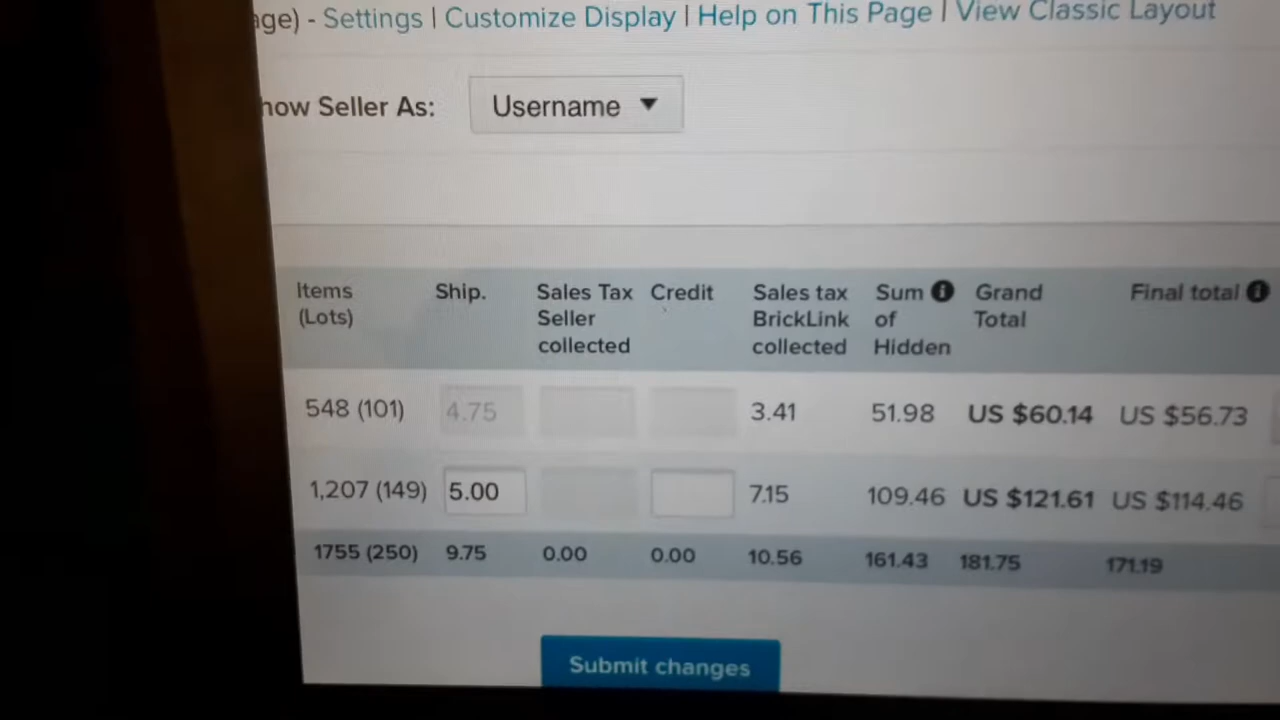 age) - Settings | Customize Display | Help on This Page | View Classic Layout
how Seller As: Username ▼
Items (Lots) Ship. Sales Tax Seller collected Credit Sales tax BrickLink collected Sum of Hidden Grand Total Final total
548 (101) 4.75 3.41 51.98 US $60.14 US $56.73
1,207 (149) 5.00 7.15 109.46 US $121.61 US $114.46
1755 (250) 9.75 0.00 0.00 10.56 161.43 181.75 171.19
Submit changes